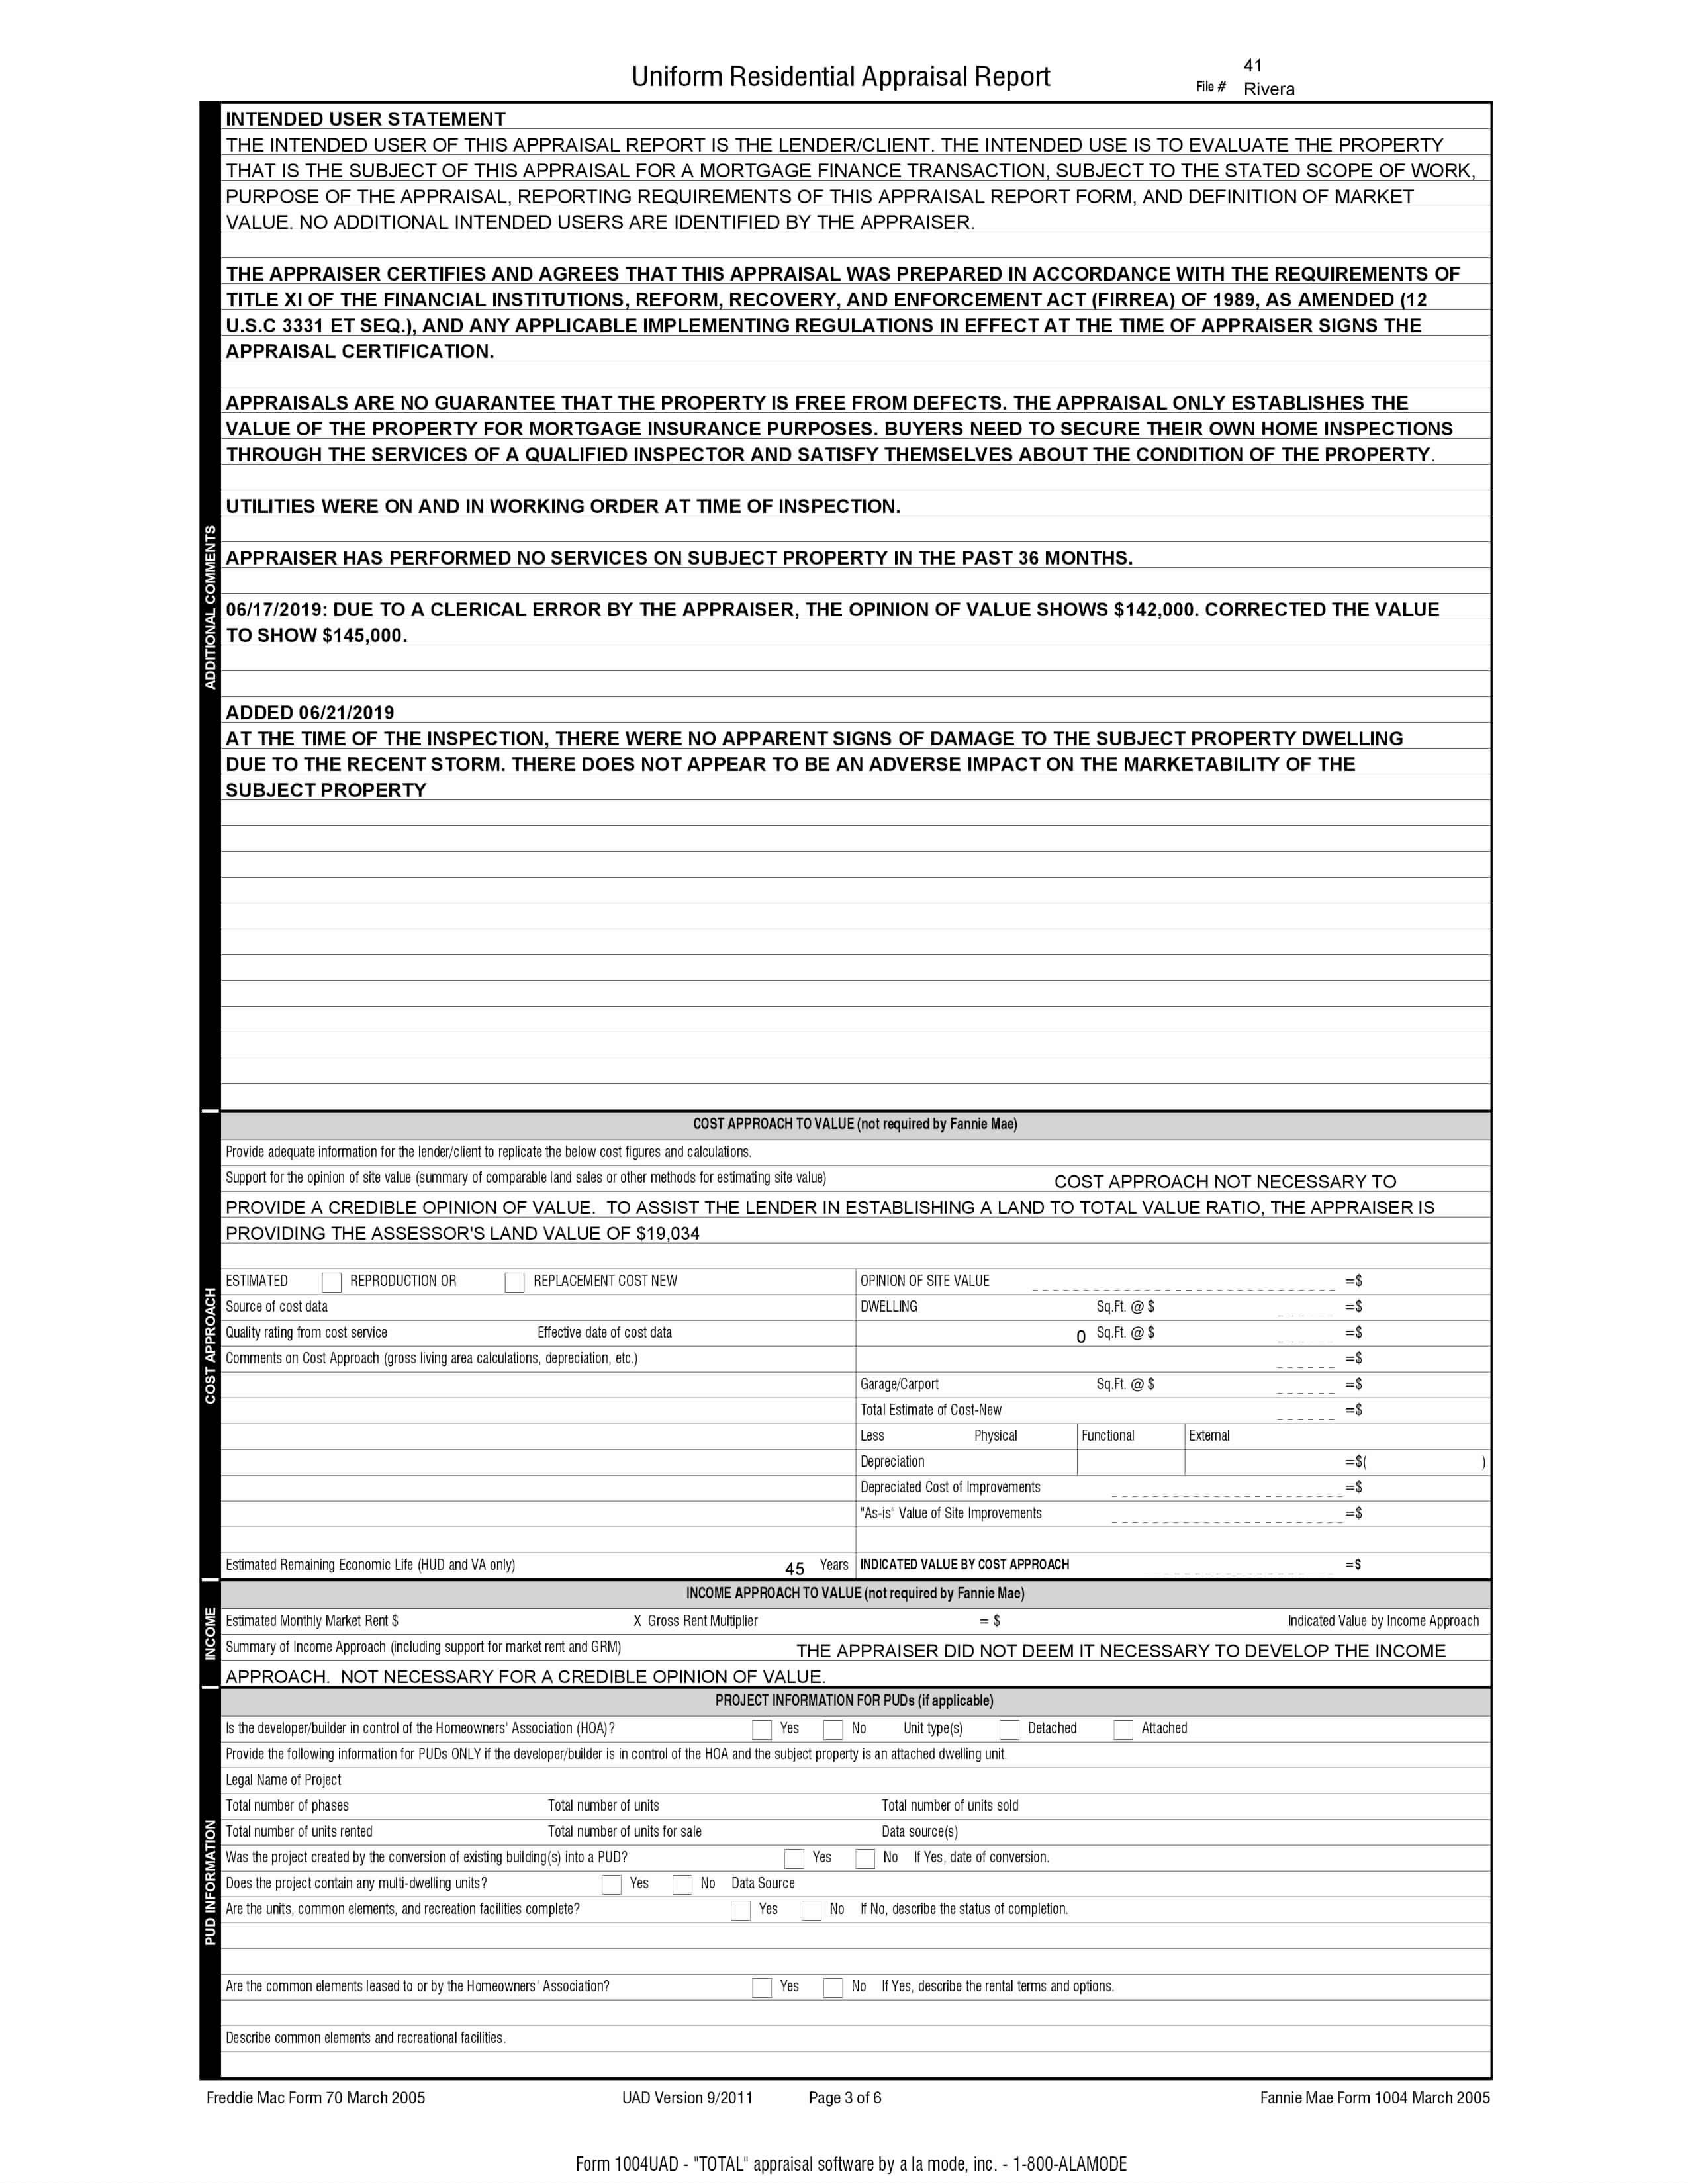 Uniform Residential Appraisal Report
41
File # Rivera
INTENDED USER STATEMENT
THE INTENDED USER OF THIS APPRAISAL REPORT IS THE LENDER/CLIENT. THE INTENDED USE IS TO EVALUATE THE PROPERTY
THAT IS THE SUBJECT OF THIS APPRAISAL FOR A MORTGAGE FINANCE TRANSACTION, SUBJECT TO THE STATED SCOPE OF WORK,
PURPOSE OF THE APPRAISAL, REPORTING REQUIREMENTS OF THIS APPRAISAL REPORT FORM, AND DEFINITION OF MARKET
VALUE. NO ADDITIONAL INTENDED USERS ARE IDENTIFIED BY THE APPRAISER.
THE APPRAISER CERTIFIES AND AGREES THAT THIS APPRAISAL WAS PREPARED IN ACCORDANCE WITH THE REQUIREMENTS OF
TITLE XI OF THE FINANCIAL INSTITUTIONS, REFORM, RECOVERY, AND ENFORCEMENT ACT (FIRREA) OF 1989, AS AMENDED (12
U.S.C 3331 ET SEQ.), AND ANY APPLICABLE IMPLEMENTING REGULATIONS IN EFFECT AT THE TIME OF APPRAISER SIGNS THE
APPRAISAL CERTIFICATION.
APPRAISALS ARE NO GUARANTEE THAT THE PROPERTY IS FREE FROM DEFECTS. THE APPRAISAL ONLY ESTABLISHES THE
VALUE OF THE PROPERTY FOR MORTGAGE INSURANCE PURPOSES. BUYERS NEED TO SECURE THEIR OWN HOME INSPECTIONS
THROUGH THE SERVICES OF A QUALIFIED INSPECTOR AND SATISFY THEMSELVES ABOUT THE CONDITION OF THE PROPERTY.
UTILITIES WERE ON AND IN WORKING ORDER AT TIME OF INSPECTION.
APPRAISER HAS PERFORMED NO SERVICES ON SUBJECT PROPERTY IN THE PAST 36 MONTHS.
06/17/2019: DUE TO A CLERICAL ERROR BY THE APPRAISER, THE OPINION OF VALUE SHOWS $142,000. CORRECTED THE VALUE
TO SHOW $145,000.
ADDED 06/21/2019
AT THE TIME OF THE INSPECTION, THERE WERE NO APPARENT SIGNS OF DAMAGE TO THE SUBJECT PROPERTY DWELLING
DUE TO THE RECENT STORM. THERE DOES NOT APPEAR TO BE AN ADVERSE IMPACT ON THE MARKETABILITY OF THE
SUBJECT PROPERTY
ADDITIONAL COMMENTS
COST APPROACH TO VALUE (not required by Fannie Mae)
Provide adequate information for the lender/client to replicate the below cost figures and calculations.
Support for the opinion of site value (summary of comparable land sales or other methods for estimating site value) COST APPROACH NOT NECESSARY TO
PROVIDE A CREDIBLE OPINION OF VALUE. TO ASSIST THE LENDER IN ESTABLISHING A LAND TO TOTAL VALUE RATIO, THE APPRAISER IS
PROVIDING THE ASSESSOR'S LAND VALUE OF $19,034
COST APPROACH
ESTIMATED REPRODUCTION OR REPLACEMENT COST NEW OPINION OF SITE VALUE =$
Source of cost data DWELLING Sq.Ft. @ $ =$
Quality rating from cost service Effective date of cost data 0 Sq.Ft. @ $ =$
Comments on Cost Approach (gross living area calculations, depreciation, etc.) =$
Garage/Carport Sq.Ft. @ $ =$
Total Estimate of Cost-New =$
Less Physical Functional External
Depreciation =$( )
Depreciated Cost of Improvements =$
"As-is" Value of Site Improvements =$
Estimated Remaining Economic Life (HUD and VA only) 45 Years INDICATED VALUE BY COST APPROACH =$
INCOME APPROACH TO VALUE (not required by Fannie Mae)
INCOME
Estimated Monthly Market Rent $ X Gross Rent Multiplier = $ Indicated Value by Income Approach
Summary of Income Approach (including support for market rent and GRM) THE APPRAISER DID NOT DEEM IT NECESSARY TO DEVELOP THE INCOME
APPROACH. NOT NECESSARY FOR A CREDIBLE OPINION OF VALUE.
PROJECT INFORMATION FOR PUDs (if applicable)
PUD INFORMATION
Is the developer/builder in control of the Homeowners' Association (HOA)? Yes No Unit type(s) Detached Attached
Provide the following information for PUDs ONLY if the developer/builder is in control of the HOA and the subject property is an attached dwelling unit.
Legal Name of Project
Total number of phases Total number of units Total number of units sold
Total number of units rented Total number of units for sale Data source(s)
Was the project created by the conversion of existing building(s) into a PUD? Yes No If Yes, date of conversion.
Does the project contain any multi-dwelling units? Yes No Data Source
Are the units, common elements, and recreation facilities complete? Yes No If No, describe the status of completion.
Are the common elements leased to or by the Homeowners' Association? Yes No If Yes, describe the rental terms and options.
Describe common elements and recreational facilities.
Freddie Mac Form 70 March 2005 UAD Version 9/2011 Page 3 of 6 Fannie Mae Form 1004 March 2005
Form 1004UAD - "TOTAL" appraisal software by a la mode, inc. - 1-800-ALAMODE